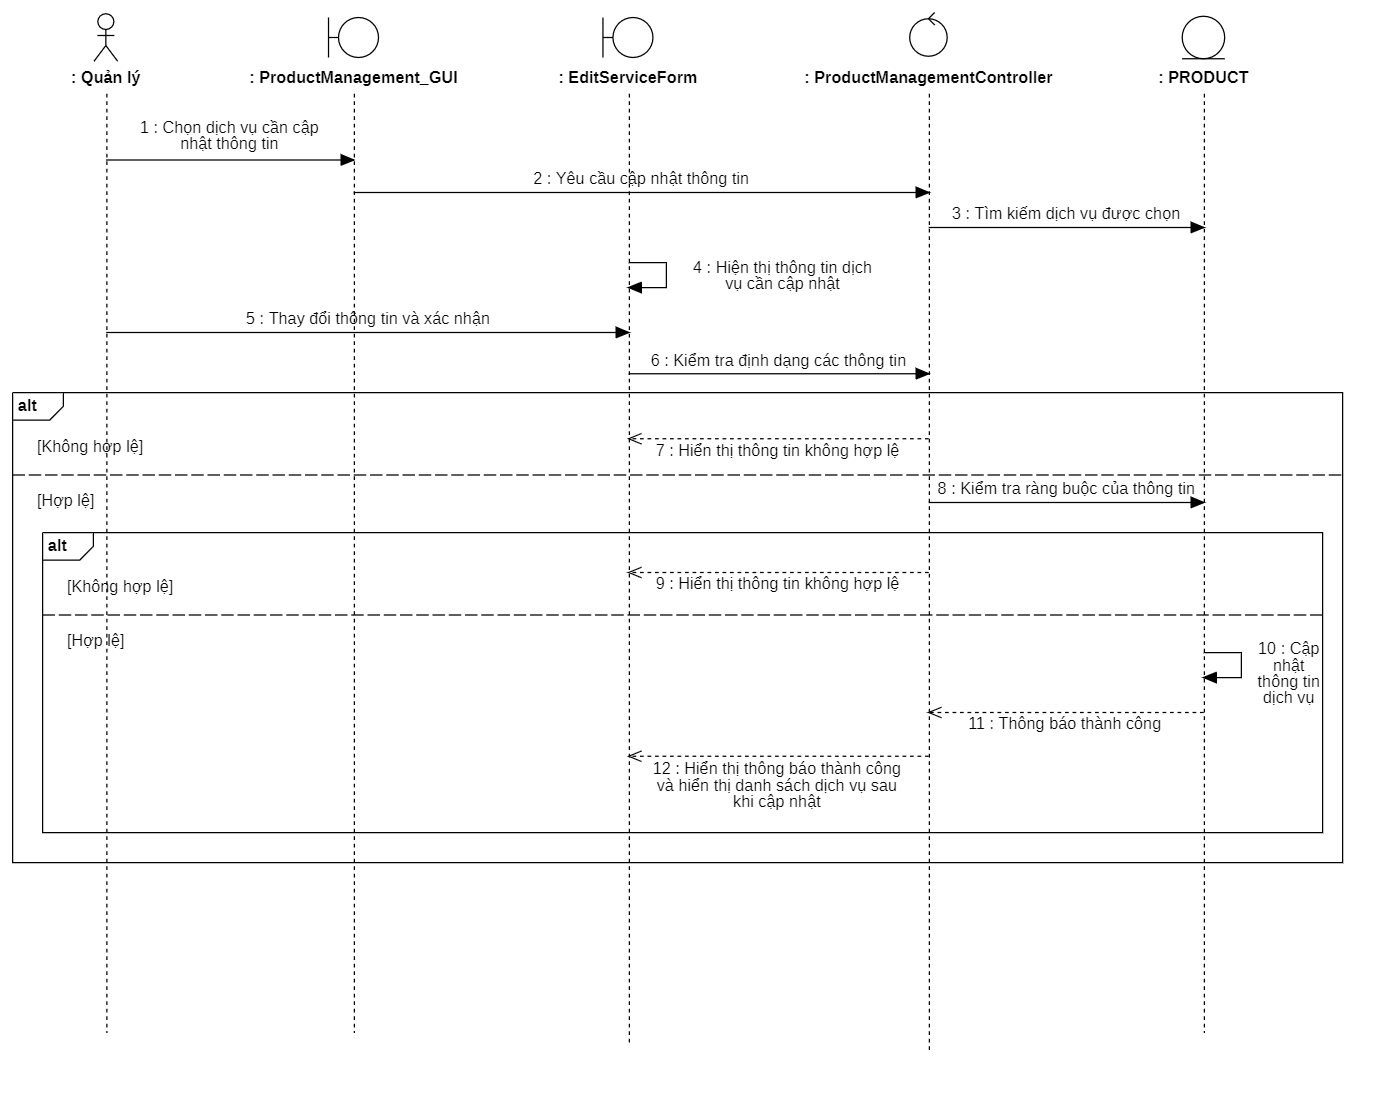 : Quản lý
: ProductManagement_GUI
: EditServiceForm
: ProductManagementController
: PRODUCT
1 : Chọn dịch vụ cần cập
nhật thông tin
2 : Yêu cầu cập nhật thông tin
3 : Tìm kiếm dịch vụ được chọn
4 : Hiện thị thông tin dịch
vụ cần cập nhật
5 : Thay đổi thông tin và xác nhận
6 : Kiểm tra định dạng các thông tin
alt
[Không hợp lệ]
7 : Hiển thị thông tin không hợp lệ
[Hợp lệ]
8 : Kiểm tra ràng buộc của thông tin
alt
[Không hợp lệ]
9 : Hiển thị thông tin không hợp lệ
[Hợp lệ]
10 : Cập
nhật
thông tin
dịch vụ
11 : Thông báo thành công
12 : Hiển thị thông báo thành công
và hiển thị danh sách dịch vụ sau
khi cập nhật